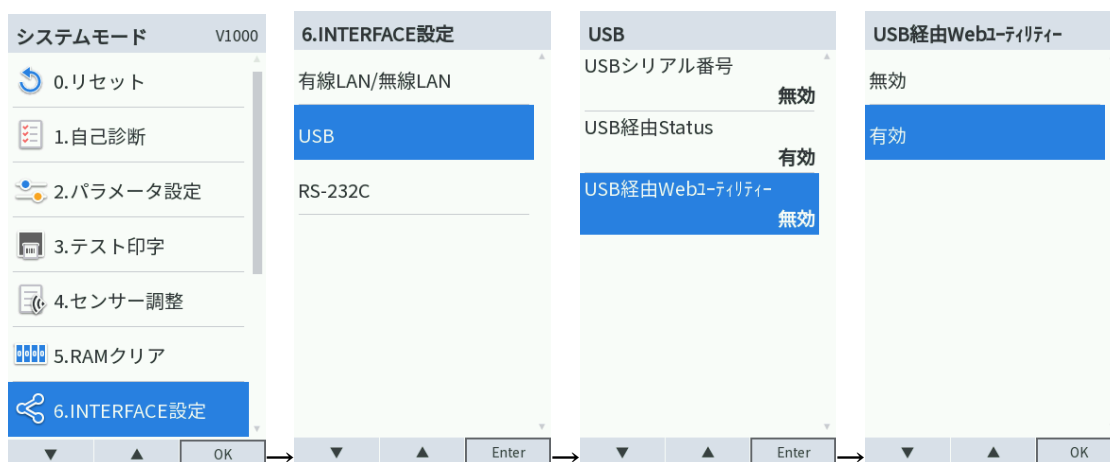 システムモード V1000
0.リセット
1.自己診断
2.パラメータ設定
3.テスト印字
4.センサー調整
5.RAMクリア
6.INTERFACE設定
▼ ▲ OK
→
6.INTERFACE設定
有線LAN/無線LAN
USB
RS-232C
▼ ▲ Enter
→
USB
USBシリアル番号
無効
USB経由Status
有効
USB経由Webﾕｰﾃｨﾘﾃｨｰ
無効
▼ ▲ Enter
→
USB経由Webﾕｰﾃｨﾘﾃｨｰ
無効
有効
▼ ▲ OK